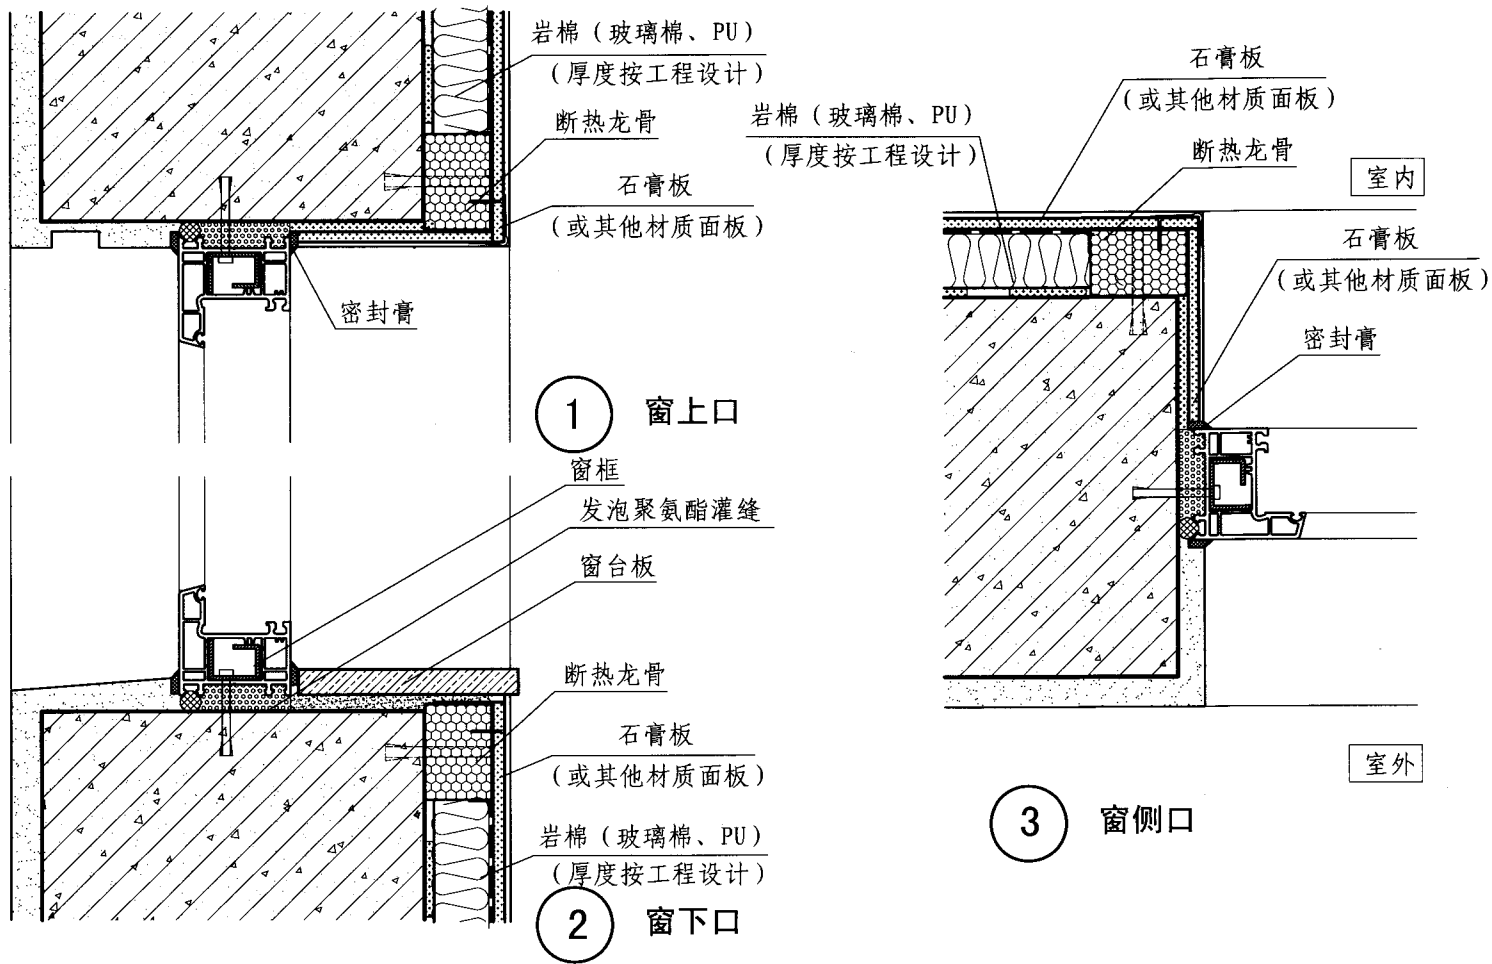 岩棉（玻璃棉、PU）
（厚度按工程设计）
断热龙骨
石膏板
（或其他材质面板）
密封膏
1 窗上口
窗框
发泡聚氨酯灌缝
窗台板
断热龙骨
石膏板
（或其他材质面板）
岩棉（玻璃棉、PU）
（厚度按工程设计）
2 窗下口
石膏板
（或其他材质面板）
岩棉（玻璃棉、PU）
（厚度按工程设计）
断热龙骨
室内
石膏板
（或其他材质面板）
密封膏
室外
3 窗侧口